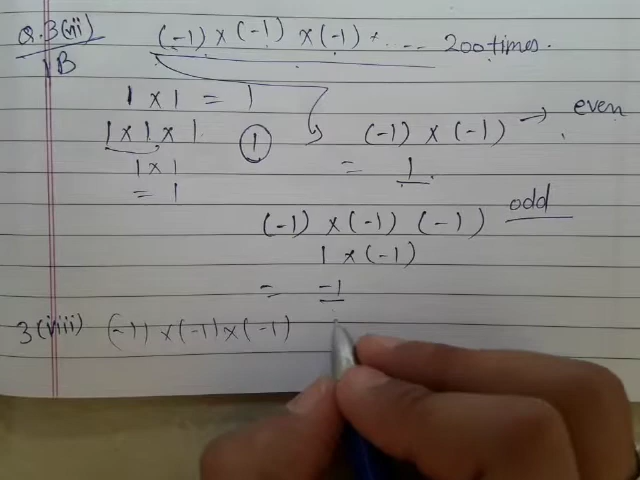 Q.3(vii) (-1) × (-1) × (-1) × .... 200 times.
B
1 × 1 = 1
1 × 1 × 1
1 × 1
= 1
1
(-1) × (-1) → even
= 1
(-1) × (-1) (-1) odd
1 × (-1)
= -1
3(viii) (-1) × (-1) × (-1)